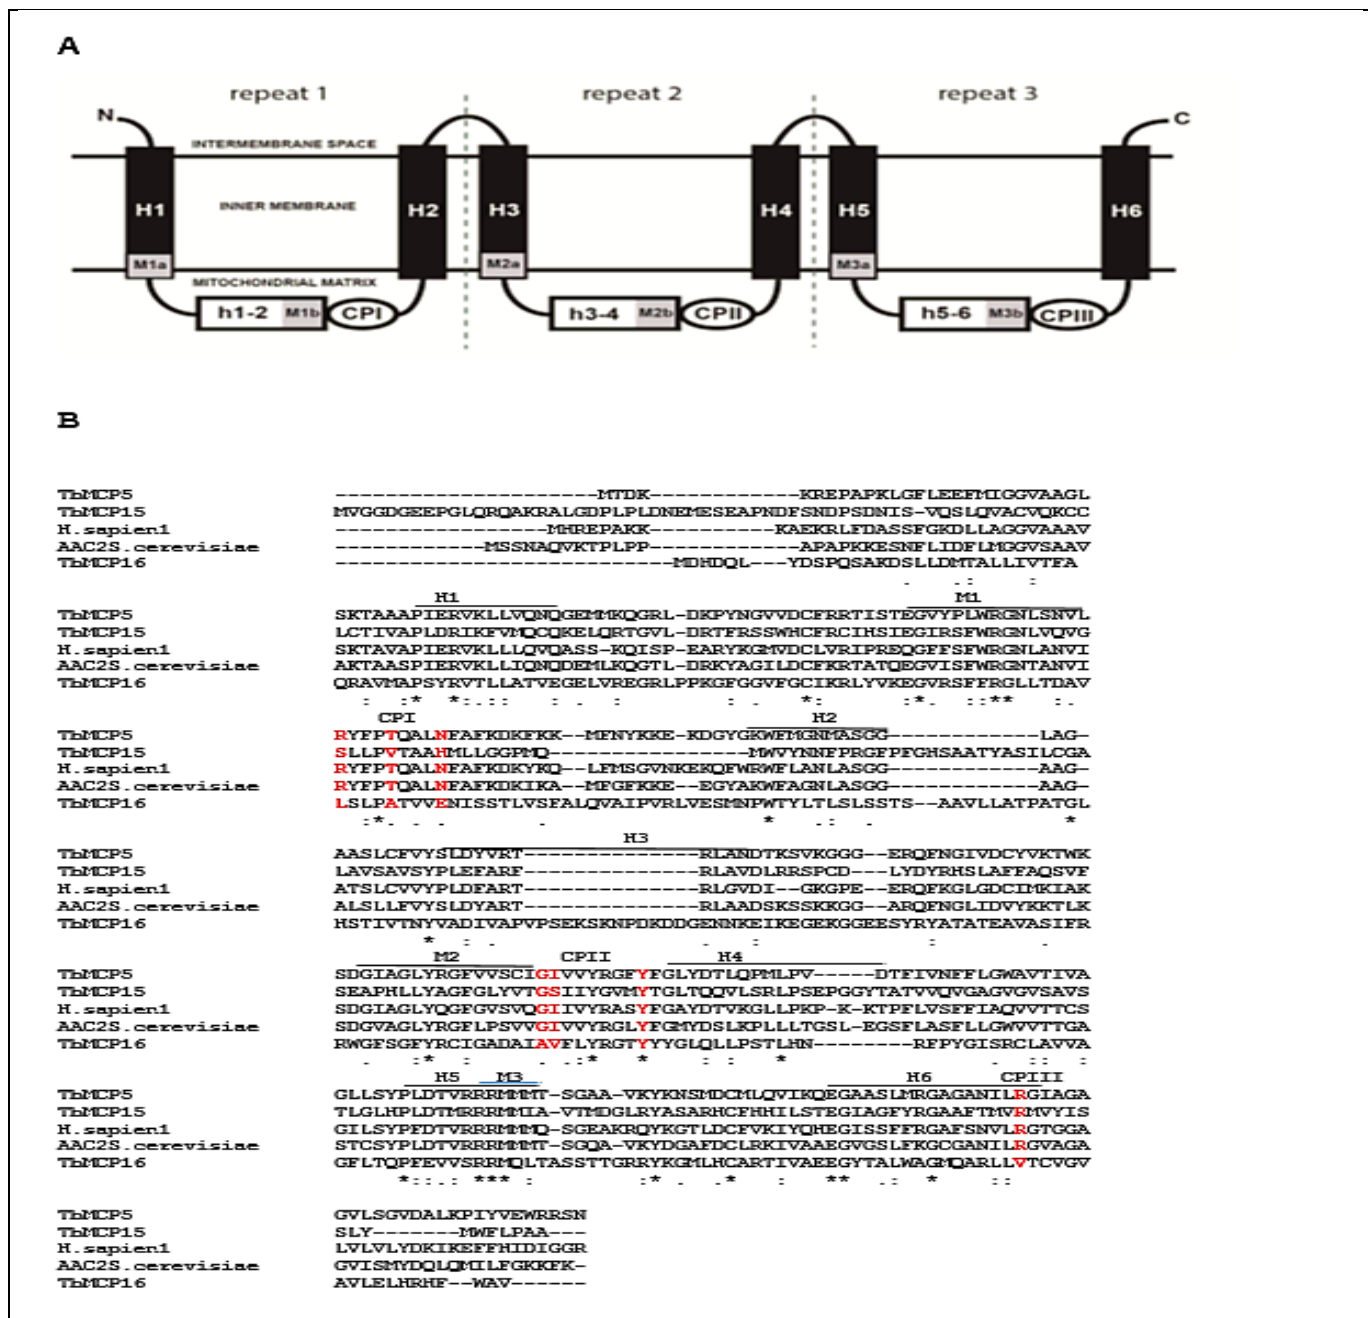 A
repeat 1 repeat 2 repeat 3
N C
INTERMEMBRANE SPACE
H1 INNER MEMBRANE H2 H3 H4 H5 H6
M1a M2a M3a
MITOCHONDRIAL MATRIX
h1-2 M1b CPI h3-4 M2b CPII h5-6 M3b CPIII
B
TbMCP5 ---------------------MTDK------------KREPAPKLGFLEEFMIGGVAAGL
TbMCP15 MVGGDGEEPGLQRQAKRALGDPLPLDNEMESEAPNDFSNDPSDNIS-VQSLQVACVQKCC
H.sapien1 -----------------MHREPAKK----------KAEKRLFDASSFGKDLLAGGVAAAV
AAC2S.cerevisiae ------------MSSNAQVKTPLPP------------APAPKKESNFLIDFLMGGVSAAV
TbMCP16 ---------------------------MDHDQL---YDSPQSAKDSLLDMTALLIVTFA
. .: :
H1 M1
TbMCP5 SKTAAAPIERVKLLVQNQGEMMKQGRL-DKPYNGVVDCFRRTISTEGVYPLWRGNLSNVL
TbMCP15 LCTIVAPLDRIKFVMQCQKELQRTGVL-DRTFRSSWHCFRCIHSIEGIRSFWRGNLVQVG
H.sapien1 SKTAVAPIERVKLLLQVQASS-KQISP-EARYKGMVDCLVRIPREQGFFSFWRGNLANVI
AAC2S.cerevisiae AKTAASPIERVKLLIQNQDEMLKQGTL-DRKYAGILDCFKRTATQEGVISFWRGNTANVI
TbMCP16 QRAVMAPSYRVTLLATVEGELVREGRLPPKGFGGVFGCIKRLYVKEGVRSFFRGLLTDAV
: .:* *:.:: . : . *: :*. .::** :.
CPI H2
TbMCP5 RYFPTQALNFAFKDKFKK--MFNYKKE-KDGYGKWFMGNMASGG------------LAG-
TbMCP15 SLLPVTAAHMLLGGPMQ----------------MWVYNNFPRGFPFGHSAATYASILCGA
H.sapien1 RYFPTQALNFAFKDKYKQ--LFMSGVNKEKQFWRWFLANLASGG------------AAG-
AAC2S.cerevisiae RYFPTQALNFAFKDKIKA--MFGFKKE--EGYAKWFAGNLASGG------------AAG-
TbMCP16 LSLPATVVENISSTLVSFALQVAIPVRLVESMNPWTYLTLSLSSTS--AAVLLATPATGL
:*. . . . * .: . *
H3
TbMCP5 AASLCFVYSLDYVRT--------------RLANDTKSVKGGG--ERQFNGIVDCYVKTWK
TbMCP15 LAVSAVSYPLEFARF--------------RLAVDLRRSPCD---LYDYRHSLAFFAQSVF
H.sapien1 ATSLCVVYPLDFART--------------RLGVDI--GKGPE--ERQFKGLGDCIMKIAK
AAC2S.cerevisiae ALSLLFVYSLDYART--------------RLAADSKSSKKGG--ARQFNGLIDVYKKTLK
TbMCP16 HSTIVTNYVADIVAPVPSEKSKNPDKDDGENNKEIKEGEKGGEESYRYATATEAVASIFR
* : . . : : .
M2 CPII H4
TbMCP5 SDGIAGLYRGFVVSCIGIVVYRGFYFGLYDTLQPMLPV-----DTFIVNFFLGWAVTIVA
TbMCP15 SEAPHLLYAGFGLYVTGSIIYGVMYTGLTQQVLSRLPSEPGGYTATVVQVGAGVGVSAVS
H.sapien1 SDGIAGLYQGFGVSVQGIIVYRASYFGAYDTVKGLLPKP-K-KTPFLVSFFIAQVVTTCS
AAC2S.cerevisiae SDGVAGLYRGFLPSVVGIVVYRGLYFGMYDSLKPLLLTGSL-EGSFLASFLLGWVVTTGA
TbMCP16 RWGFSGFYRCIGADAIAVFLYRGTYYYGLQLLPSTLHN--------RFPYGISRCLAVVA
. :* : . .:* * : : * . :: :
H5 M3 H6 CPIII
TbMCP5 GLLSYPLDTVRRRMMMT-SGAA-VKYKNSMDCMLQVIKQEGAASLMRGAGANILRGIAGA
TbMCP15 TLGLHPLDTMRRRMMIA-VTMDGLRYASARHCFHHILSTEGIAGFYRGAAFTMVRMVYIS
H.sapien1 GILSYPFDTVRRRMMMQ-SGEAKRQYKGTLDCFVKIYQHEGISSFFRGAFSNVLRGTGGA
AAC2S.cerevisiae STCSYPLDTVRRRMMMT-SGQA-VKYDGAFDCLRKIVAAEGVGSLFKGCGANILRGVAGA
TbMCP16 GFLTQPFEVVSRRMQLTASSTTGRRYKGMLHCARTIVAEEGYTALWAGMQARLLVTCVGV
*::.: *** : :* . * : ** .: * ::
TbMCP5 GVLSGVDALKPIYVEWRRSN
TbMCP15 SLY-------MWFLPAA---
H.sapien1 LVLVLYDKIKEFFHIDIGGR
AAC2S.cerevisiae GVISMYDQLQMILFGKKFK-
TbMCP16 AVLELHRHF--WAV------